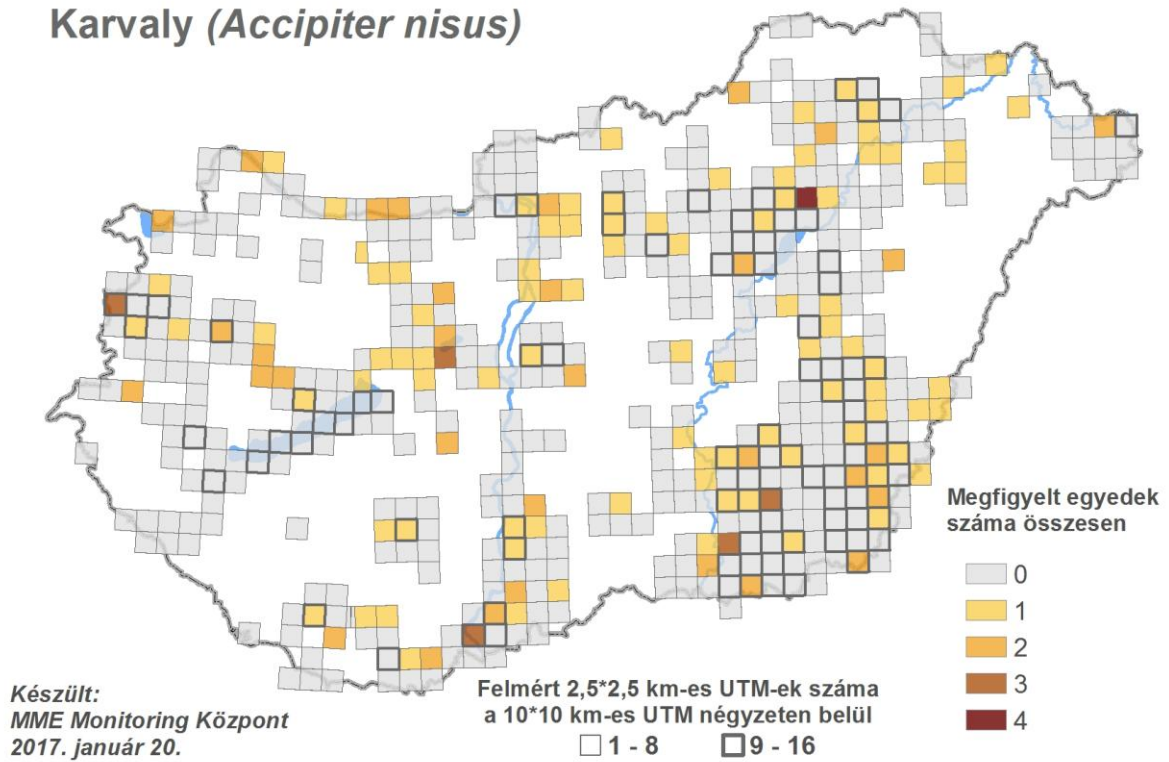 Karvaly (Accipiter nisus)
Megfigyelt egyedek
száma összesen
0
1
2
3
4
Felmért 2,5*2,5 km-es UTM-ek száma
a 10*10 km-es UTM négyzeten belül
1 - 8 9 - 16
Készült:
MME Monitoring Központ
2017. január 20.